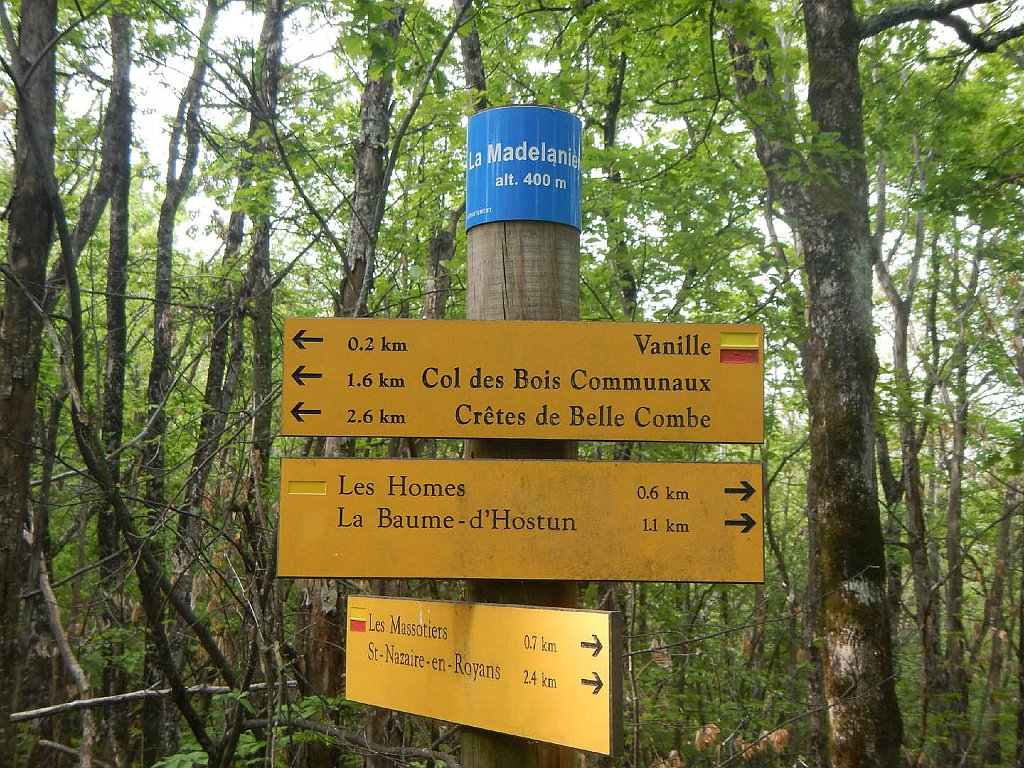 La Madelanie
alt. 400 m
← 0.2 km Vanille
← 1.6 km Col des Bois Communaux
← 2.6 km Crêtes de Belle Combe
Les Homes 0.6 km →
La Baume-d'Hostun 1.1 km →
Les Massotiers 0.7 km →
St-Nazaire-en-Royans 2.4 km →